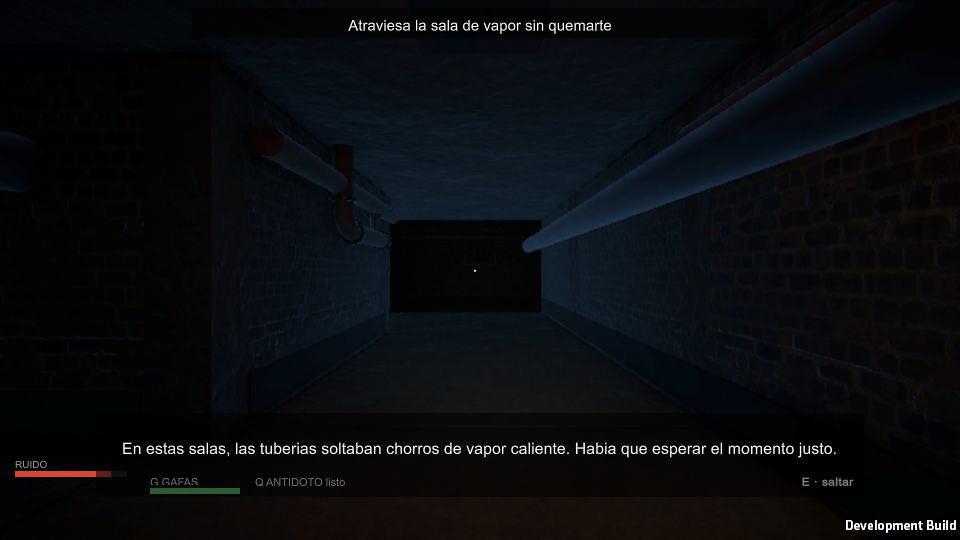 Atraviesa la sala de vapor sin quemarte
En estas salas, las tuberias soltaban chorros de vapor caliente. Habia que esperar el momento justo.
RUIDO
G GAFAS Q ANTIDOTO listo E · saltar
Development Build